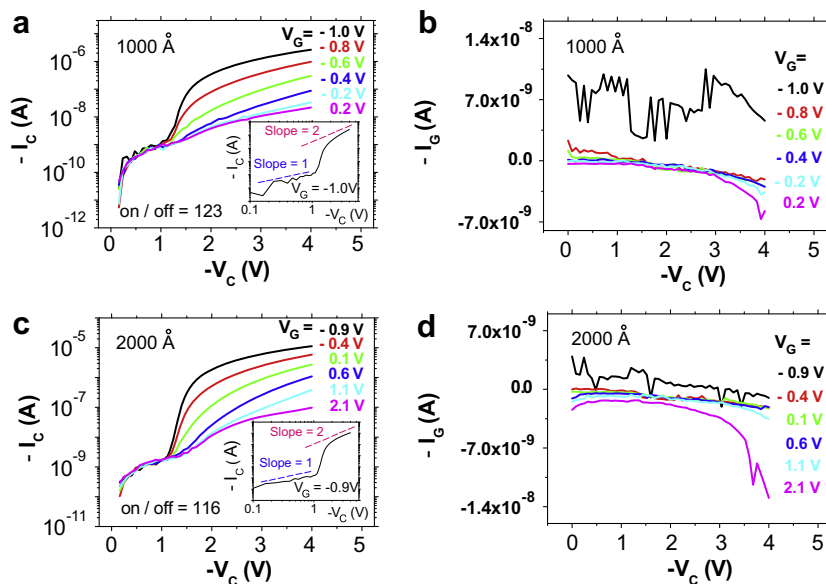 a
1000 Å
V_G= - 1.0 V
- 0.8 V
- 0.6 V
- 0.4 V
- 0.2 V
0.2 V
10^-6
10^-8
10^-10
10^-12
- I_C (A)
Slope = 2
Slope = 1
V_G = -1.0V
- I_C (A)
0.1 1
-V_C (V)
on / off = 123
0 1 2 3 4 5
-V_C (V)
b
1000 Å
V_G=
- 1.0 V
- 0.8 V
- 0.6 V
- 0.4 V
- 0.2 V
0.2 V
1.4x10^-8
7.0x10^-9
0.0
-7.0x10^-9
- I_G (A)
0 1 2 3 4 5
-V_C (V)
c
2000 Å
V_G = - 0.9 V
- 0.4 V
0.1 V
0.6 V
1.1 V
2.1 V
10^-5
10^-7
10^-9
10^-11
- I_C (A)
Slope = 2
Slope = 1
V_G = -0.9V
- I_C (A)
0.1 1
-V_C (V)
on / off = 116
0 1 2 3 4 5
-V_C (V)
d
2000 Å
V_G =
- 0.9 V
- 0.4 V
0.1 V
0.6 V
1.1 V
2.1 V
7.0x10^-9
0.0
-7.0x10^-9
-1.4x10^-8
- I_G (A)
0 1 2 3 4 5
-V_C (V)